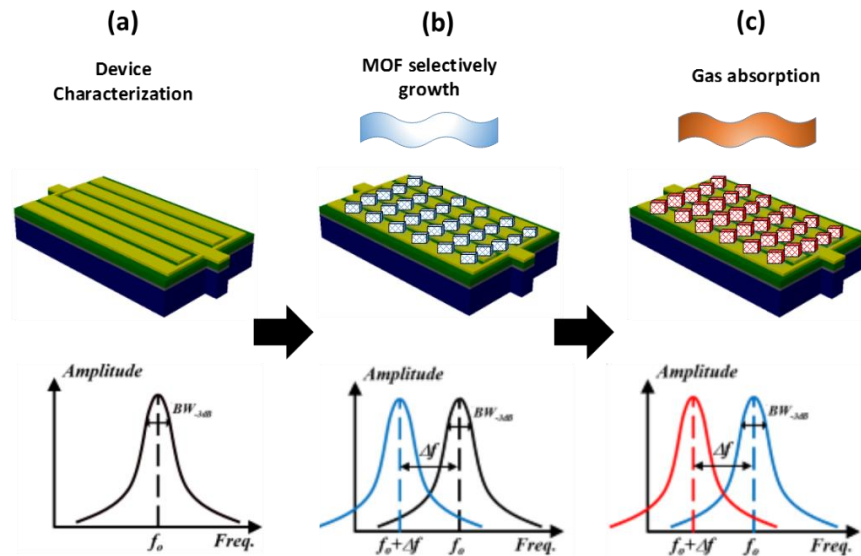 (a)
Device
Characterization
(b)
MOF selectively
growth
(c)
Gas absorption
Amplitude
BW-3dB
fo
Freq.
Amplitude
BW-3dB
Δf
fo+Δf
fo
Freq.
Amplitude
BW-3dB
Δf
fo+Δf
fo
Freq.